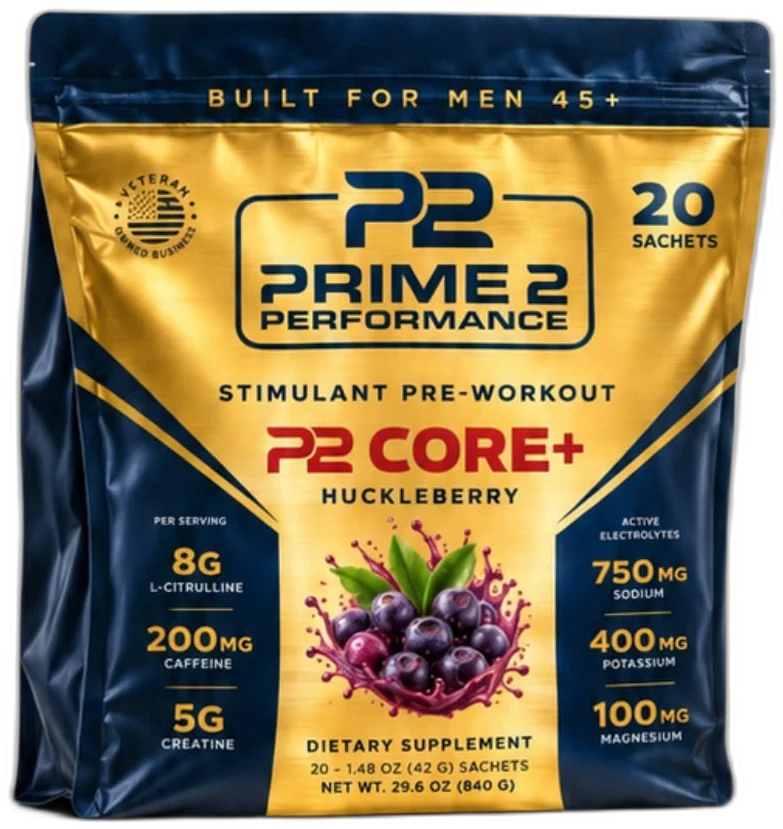 BUILT FOR MEN 45+
VETERAN
OWNED BUSINESS
P2
PRIME 2
PERFORMANCE
20
SACHETS
STIMULANT PRE-WORKOUT
P2 CORE+
HUCKLEBERRY
PER SERVING
8G
L-CITRULLINE
200MG
CAFFEINE
5G
CREATINE
ACTIVE
ELECTROLYTES
750MG
SODIUM
400MG
POTASSIUM
100MG
MAGNESIUM
DIETARY SUPPLEMENT
20 - 1.48 OZ (42 G) SACHETS
NET WT. 29.6 OZ (840 G)